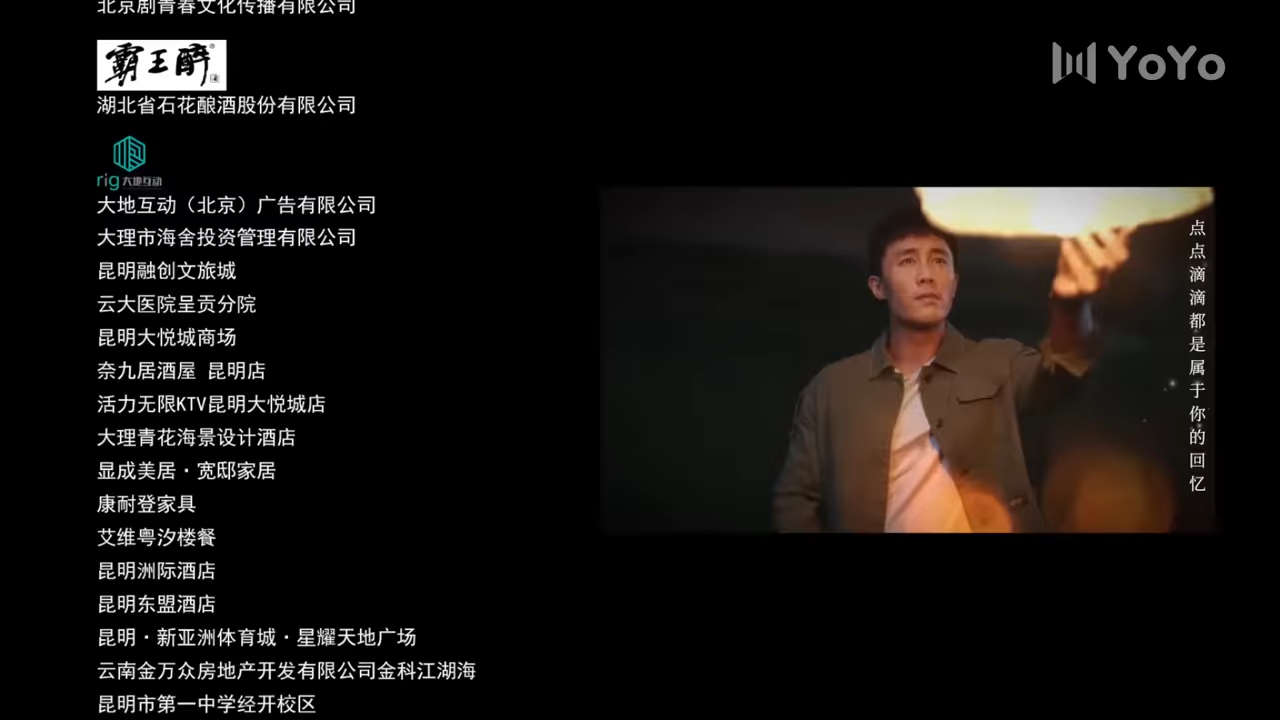 北京剧青春文化传播有限公司
霸王醉
湖北省石花酿酒股份有限公司
rig 大地互动
大地互动（北京）广告有限公司
大理市海舍投资管理有限公司
昆明融创文旅城
云大医院呈贡分院
昆明大悦城商场
奈九居酒屋 昆明店
活力无限KTV昆明大悦城店
大理青花海景设计酒店
显成美居·宽邸家居
康耐登家具
艾维粤汐楼餐
昆明洲际酒店
昆明东盟酒店
昆明·新亚洲体育城·星耀天地广场
云南金万众房地产开发有限公司金科江湖海
昆明市第一中学经开校区
YoYo
点点滴滴都是属于你的回忆